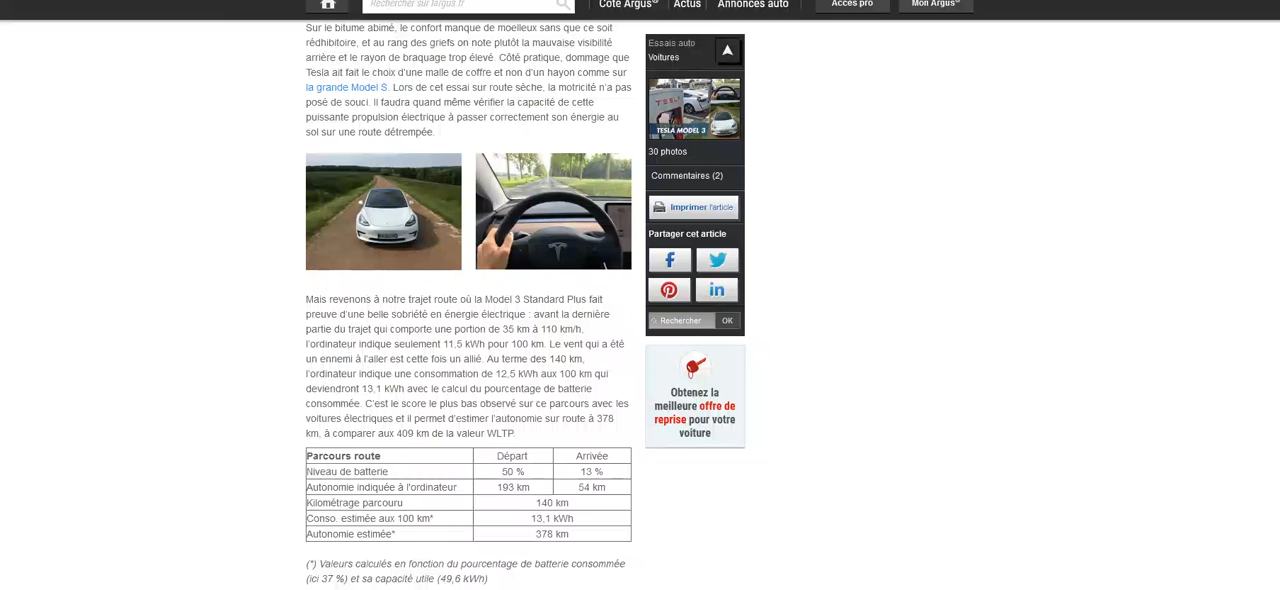 Rechercher sur largus.fr
Cote Argus®
Actus
Annonces auto
Accès pro
Mon Argus®
Sur le bitume abimé, le confort manque de moelleux sans que ce soit
rédhibitoire, et au rang des griefs on note plutôt la mauvaise visibilité
arrière et le rayon de braquage trop élevé. Côté pratique, dommage que
Tesla ait fait le choix d'une malle de coffre et non d'un hayon comme sur
la grande Model S. Lors de cet essai sur route sèche, la motricité n'a pas
posé de souci. Il faudra quand même vérifier la capacité de cette
puissante propulsion électrique à passer correctement son énergie au
sol sur une route détrempée.
Mais revenons à notre trajet route où la Model 3 Standard Plus fait
preuve d'une belle sobriété en énergie électrique : avant la dernière
partie du trajet qui comporte une portion de 35 km à 110 km/h,
l'ordinateur indique seulement 11,5 kWh pour 100 km. Le vent qui a été
un ennemi à l'aller est cette fois un allié. Au terme des 140 km,
l'ordinateur indique une consommation de 12,5 kWh aux 100 km qui
deviendront 13,1 kWh avec le calcul du pourcentage de batterie
consommée. C'est le score le plus bas observé sur ce parcours avec les
voitures électriques et il permet d'estimer l'autonomie sur route à 378
km, à comparer aux 409 km de la valeur WLTP.
Parcours route Départ Arrivée
Niveau de batterie 50 % 13 %
Autonomie indiquée à l'ordinateur 193 km 54 km
Kilométrage parcouru 140 km
Conso. estimée aux 100 km* 13,1 kWh
Autonomie estimée* 378 km
(*) Valeurs calculés en fonction du pourcentage de batterie consommée
(ici 37 %) et sa capacité utile (49,6 kWh)
Essais auto
Voitures
TESLA
TESLA MODEL 3
30 photos
Commentaires (2)
Imprimer l'article
Partager cet article
Rechercher OK
Obtenez la
meilleure offre de
reprise pour votre
voiture